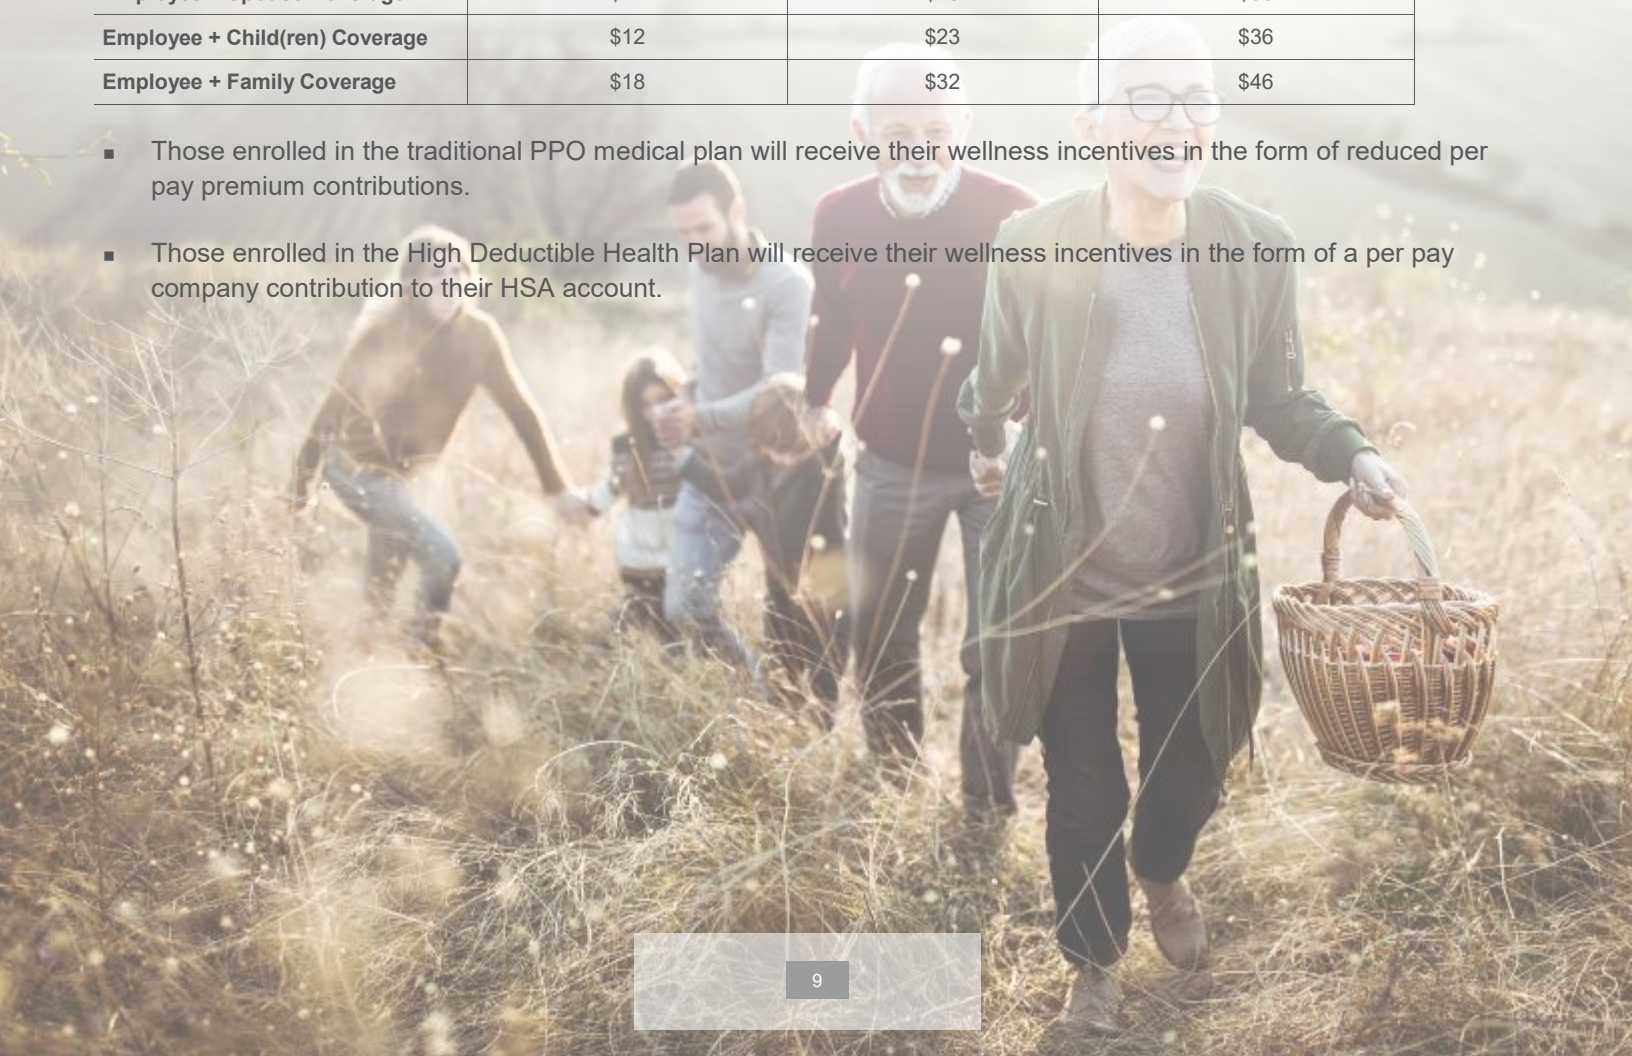 Employee + Child(ren) Coverage $12 $23 $36
Employee + Family Coverage $18 $32 $46
▪ Those enrolled in the traditional PPO medical plan will receive their wellness incentives in the form of reduced per
pay premium contributions.
▪ Those enrolled in the High Deductible Health Plan will receive their wellness incentives in the form of a per pay
company contribution to their HSA account.
9